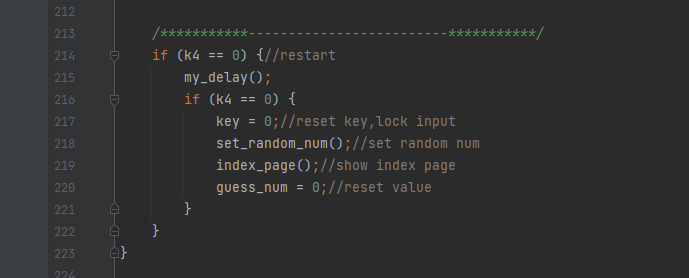 212
213 /***********-------------------------***********/
214 if (k4 == 0) {//restart
215 my_delay();
216 if (k4 == 0) {
217 key = 0;//reset key,lock input
218 set_random_num();//set random num
219 index_page();//show index page
220 guess_num = 0;//reset value
221 }
222 }
223 }
224